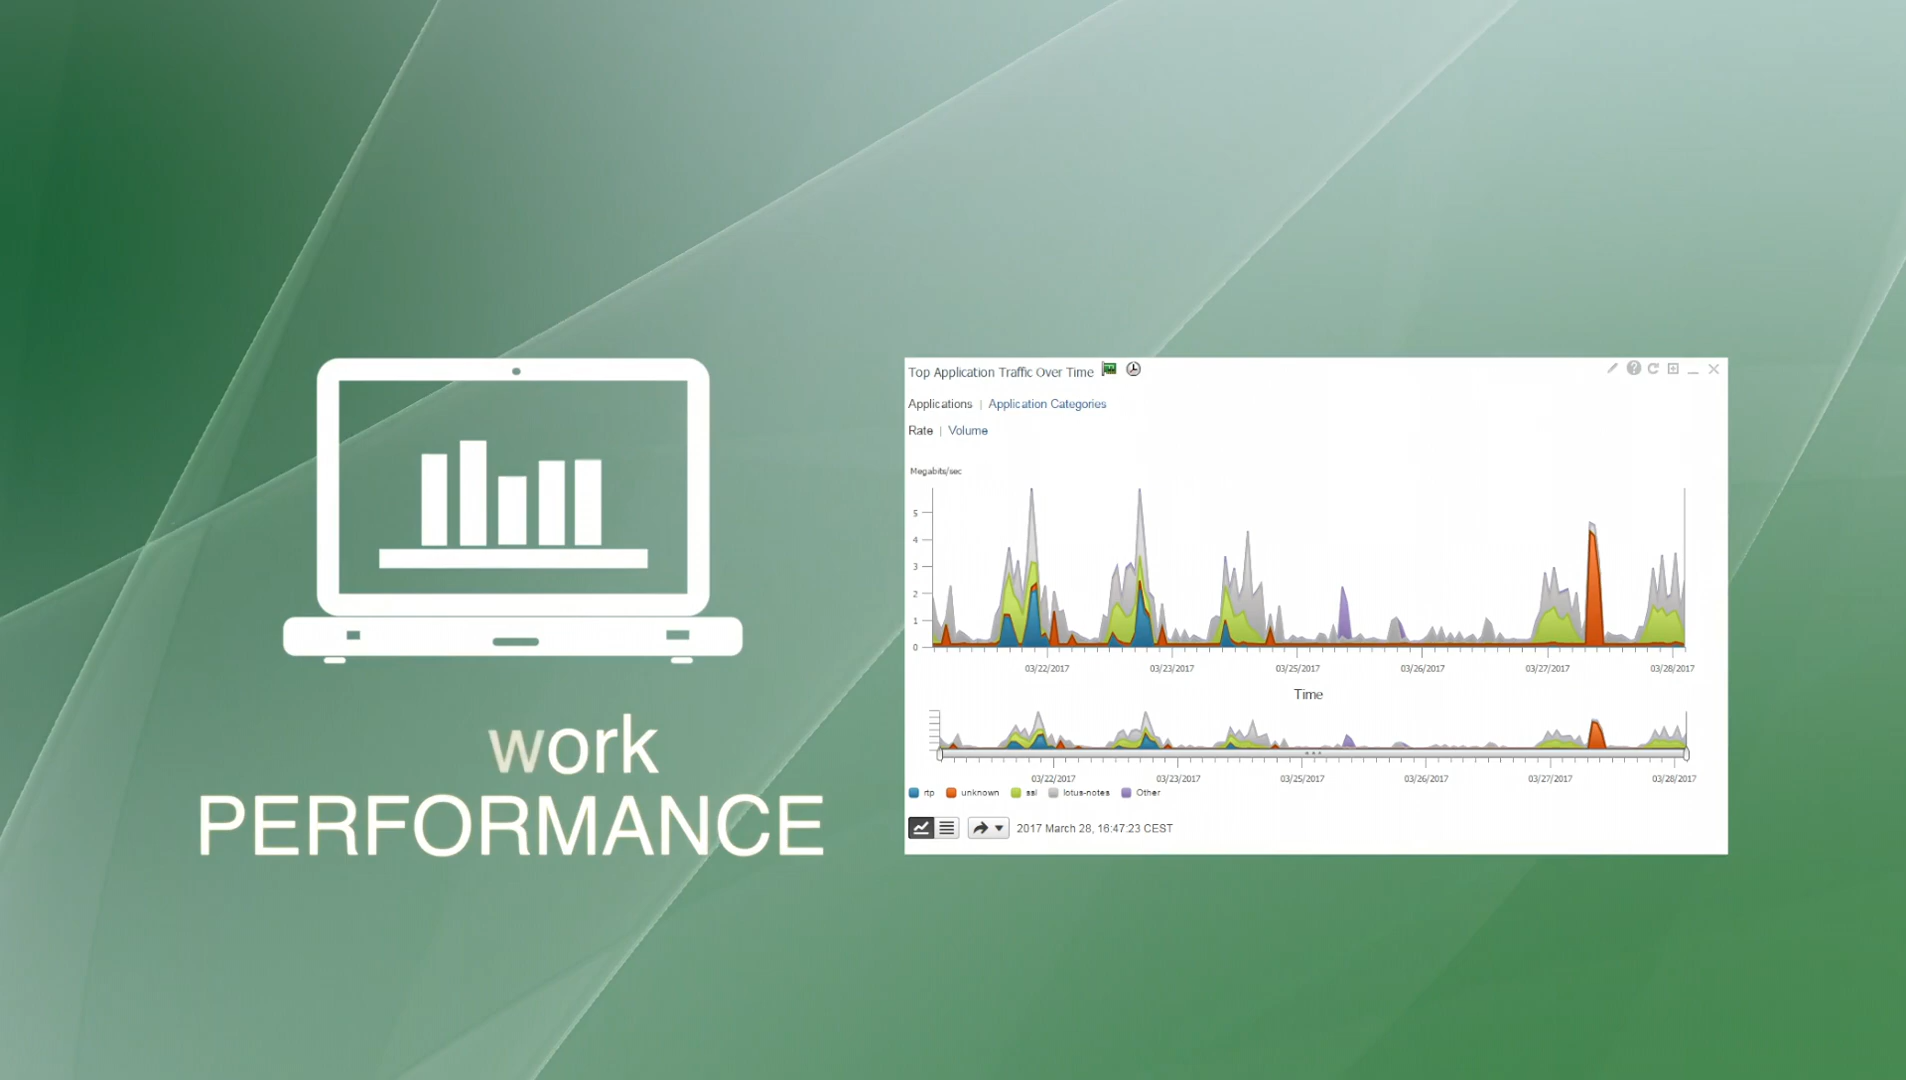 work
PERFORMANCE
Top Application Traffic Over Time
Applications | Application Categories
Rate | Volume
Megabits/sec
5
4
3
2
1
0
03/22/2017 03/23/2017 03/25/2017 03/26/2017 03/27/2017 03/28/2017
Time
03/22/2017 03/23/2017 03/25/2017 03/26/2017 03/27/2017 03/28/2017
rtp unknown ssl lotus-notes Other
2017 March 28, 16:47:23 CEST